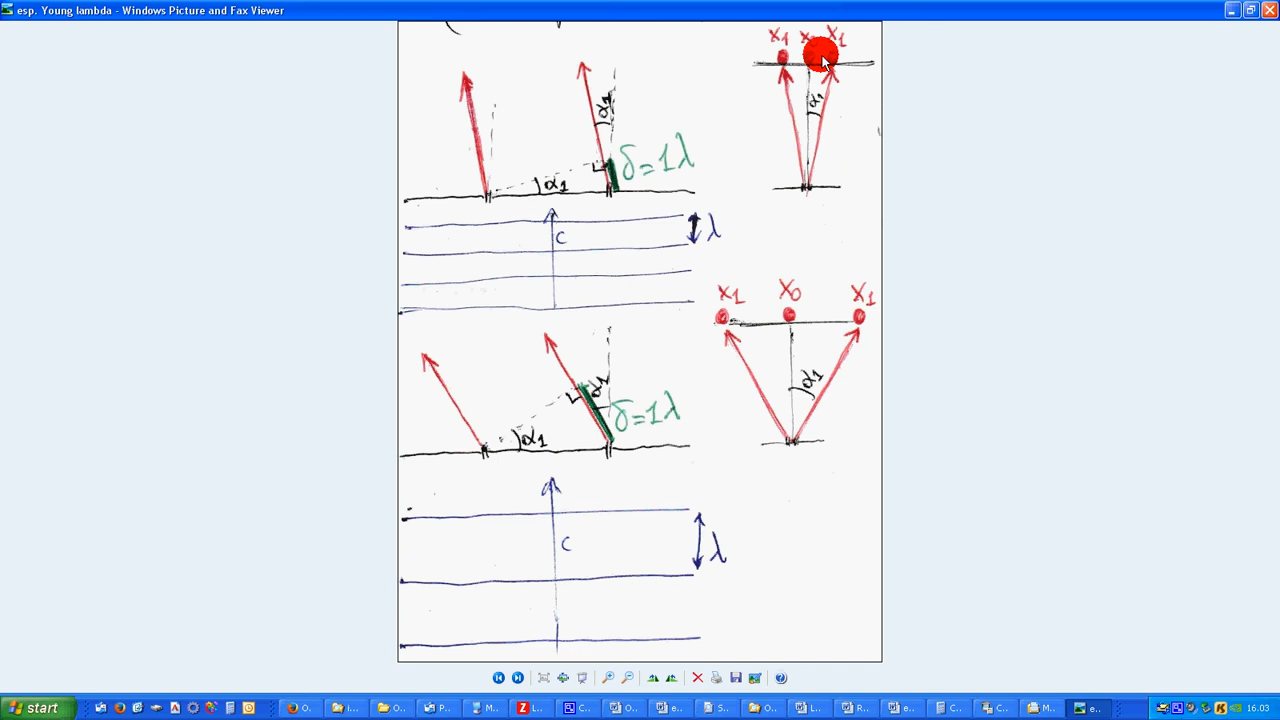 esp. Young lambda - Windows Picture and Fax Viewer
x1 x1
α1
α1
δ=1λ
α1
c
λ
x1 x0 x1
α1
α1
δ=1λ
α1
c
λ
start
O...
i...
O...
P...
M...
L...
C...
O...
e...
S...
O...
L...
R...
e...
C...
C...
M...
e...
16.03